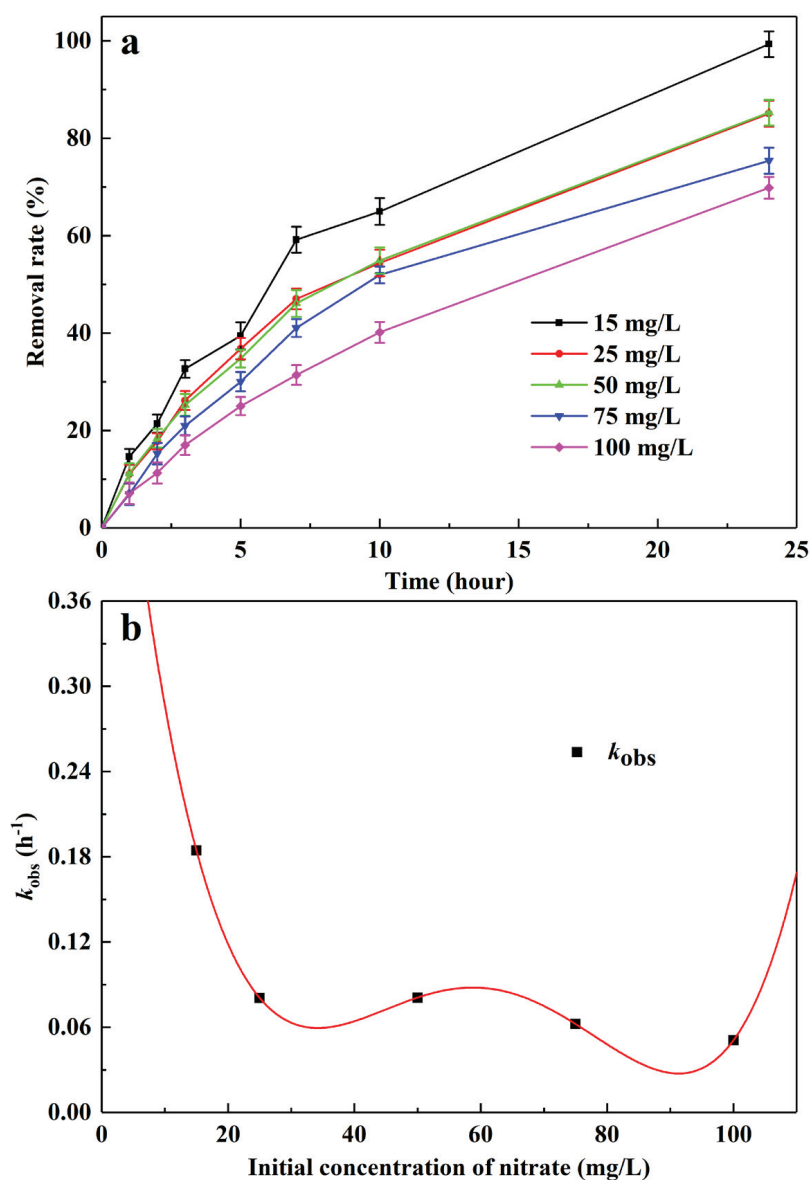 a
100
80
60
40
20
0
Removal rate (%)
15 mg/L
25 mg/L
50 mg/L
75 mg/L
100 mg/L
0 5 10 15 20 25
Time (hour)
b
0.36
0.30
0.24
0.18
0.12
0.06
0.00
kobs (h-1)
kobs
0 20 40 60 80 100
Initial concentration of nitrate (mg/L)